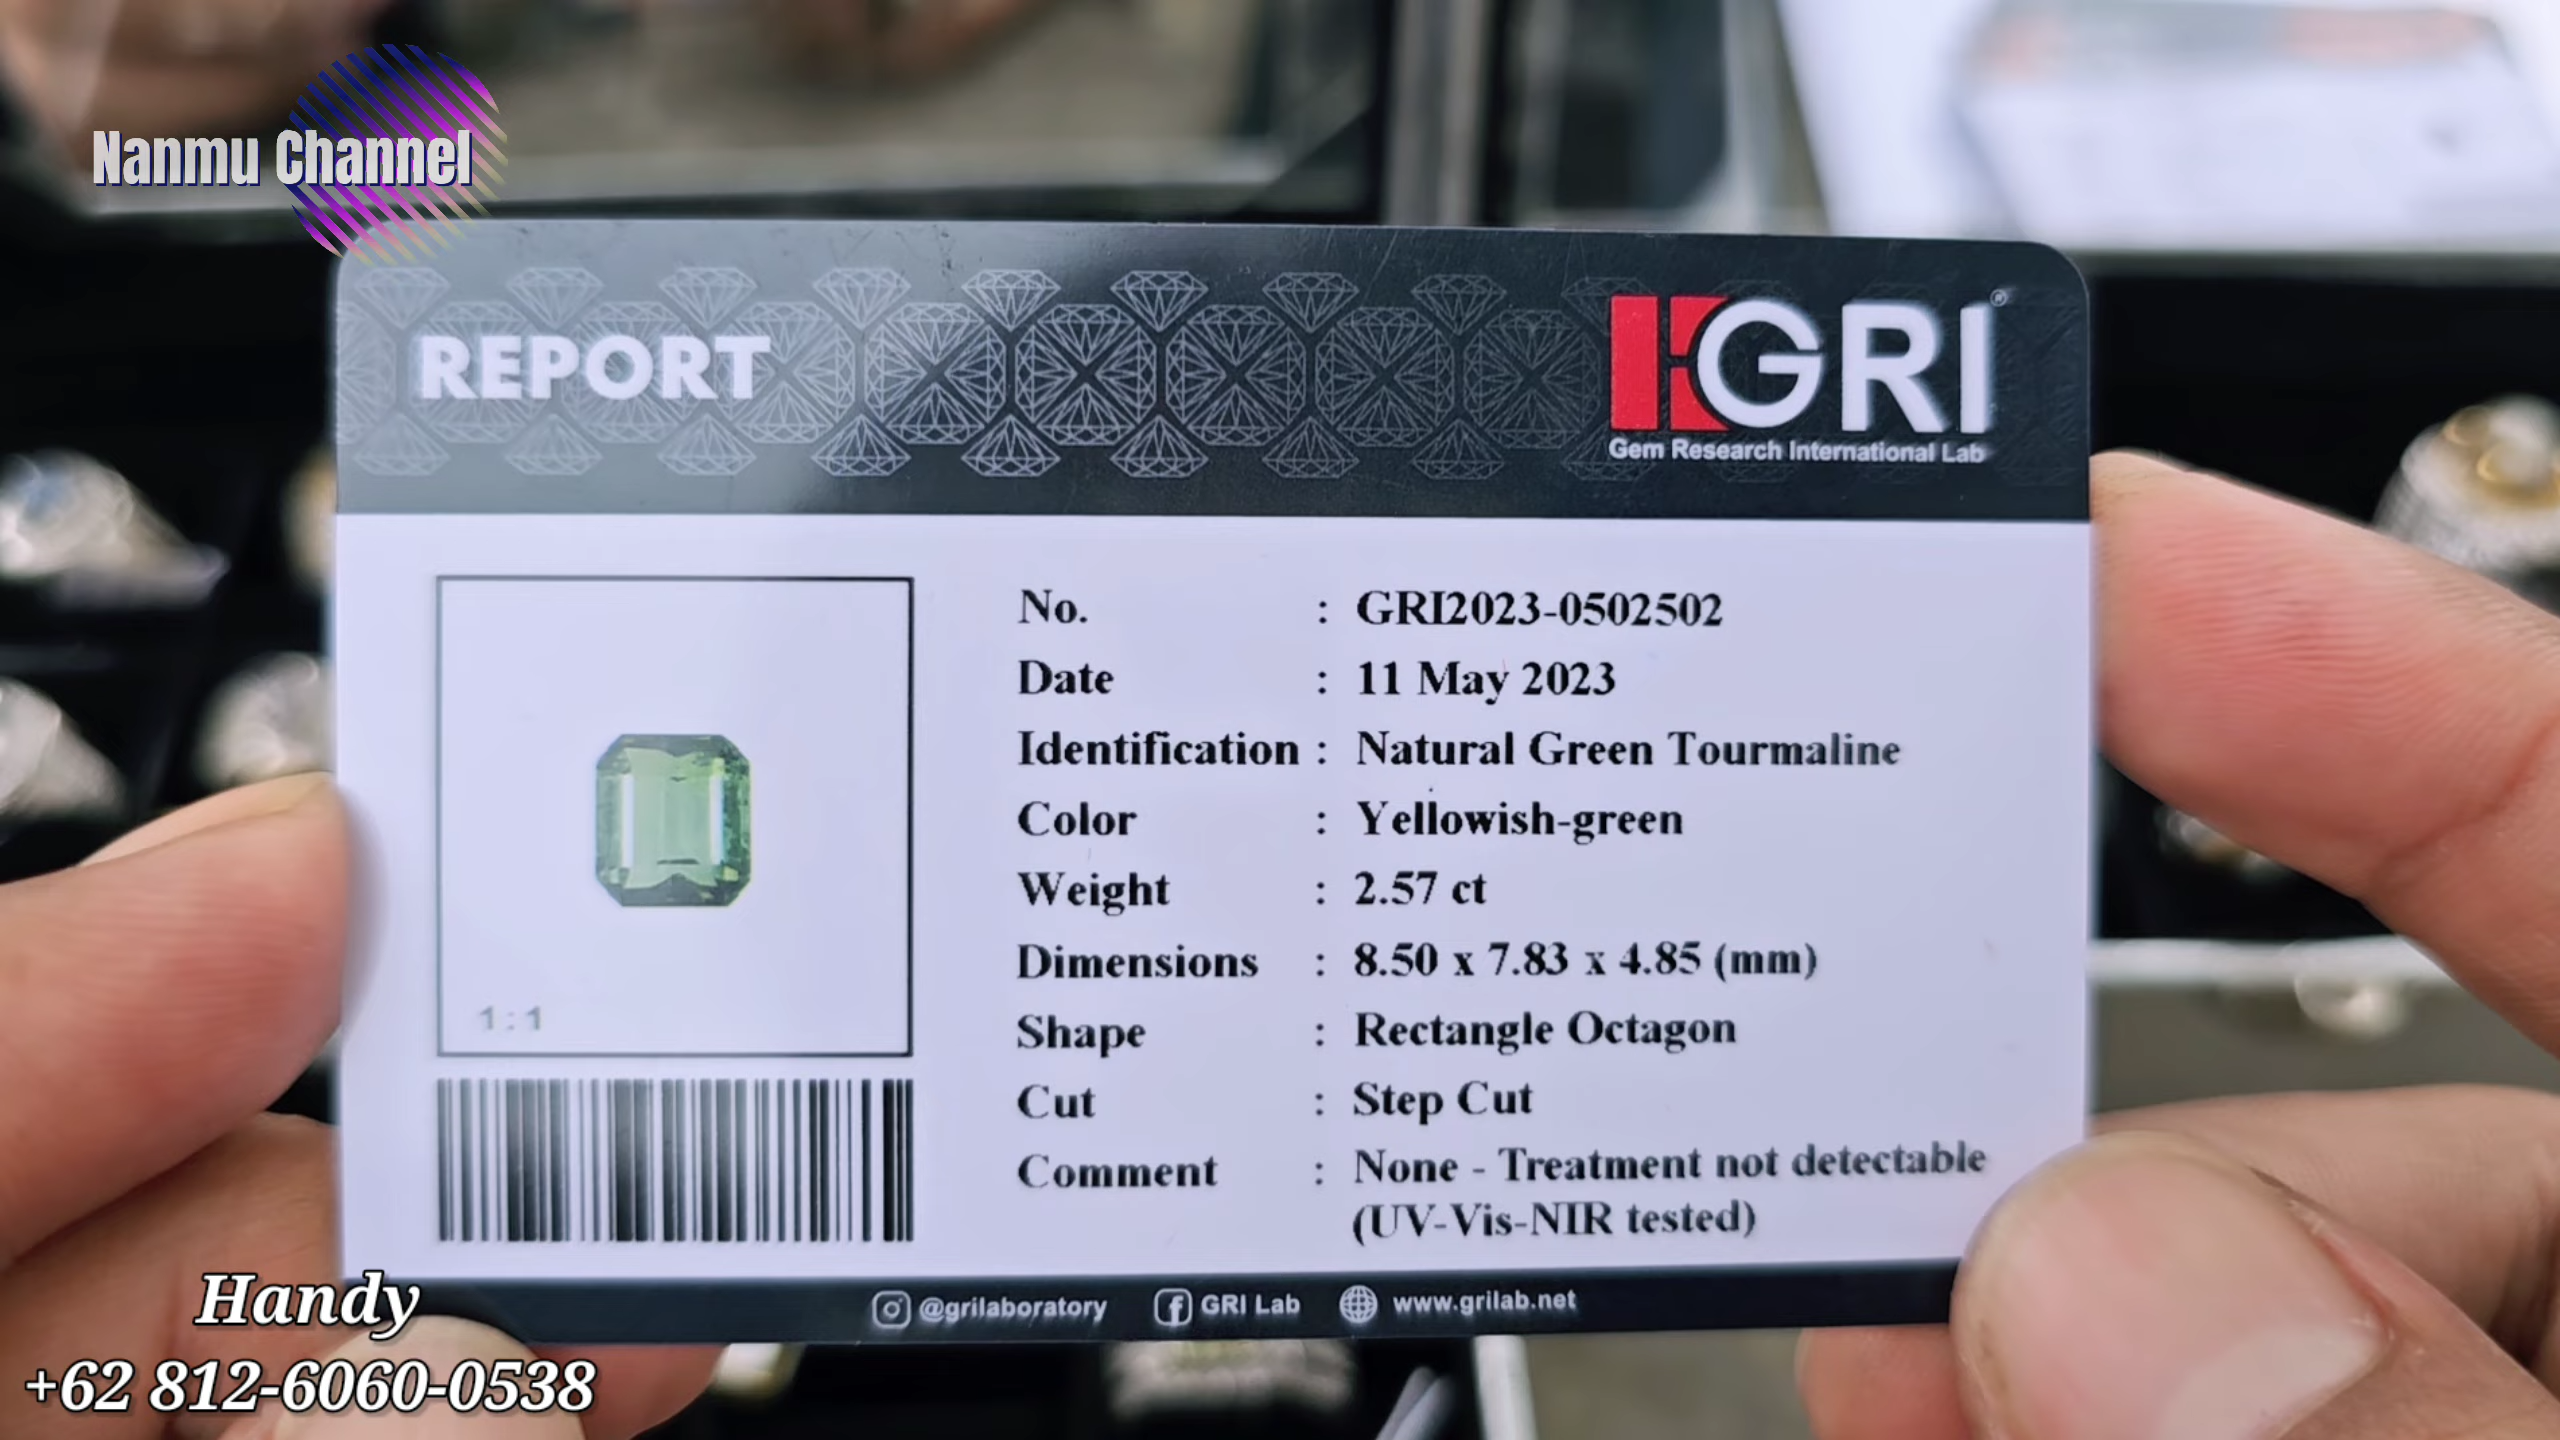 Nanmu Channel
REPORT
GRI®
Gem Research International Lab
No. : GRI2023-0502502
Date : 11 May 2023
Identification : Natural Green Tourmaline
Color : Yellowish-green
Weight : 2.57 ct
Dimensions : 8.50 x 7.83 x 4.85 (mm)
Shape : Rectangle Octagon
Cut : Step Cut
Comment : None - Treatment not detectable
(UV-Vis-NIR tested)
1:1
@grilaboratory GRI Lab www.grilab.net
Handy
+62 812-6060-0538